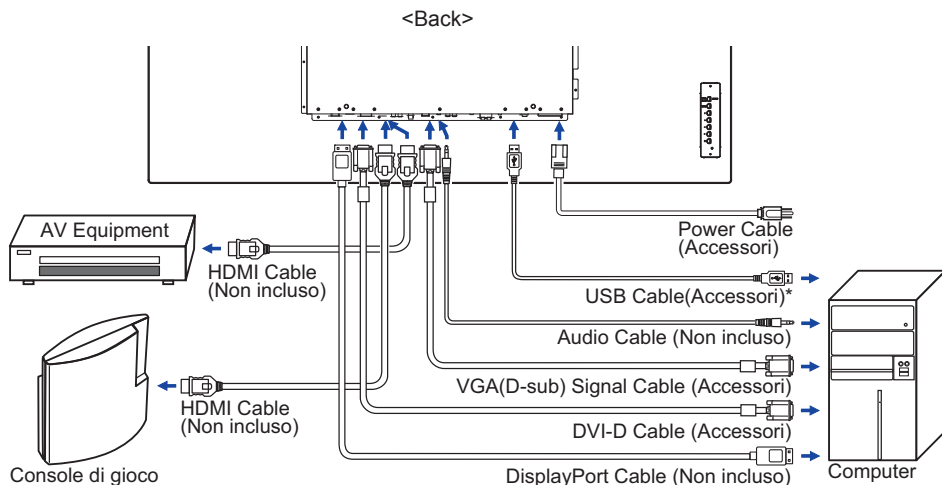 <Back>
AV Equipment
HDMI Cable
(Non incluso)
Power Cable
(Accessori)
USB Cable(Accessori)*
Audio Cable (Non incluso)
VGA(D-sub) Signal Cable (Accessori)
HDMI Cable
(Non incluso)
DVI-D Cable (Accessori)
Console di gioco
DisplayPort Cable (Non incluso)
Computer